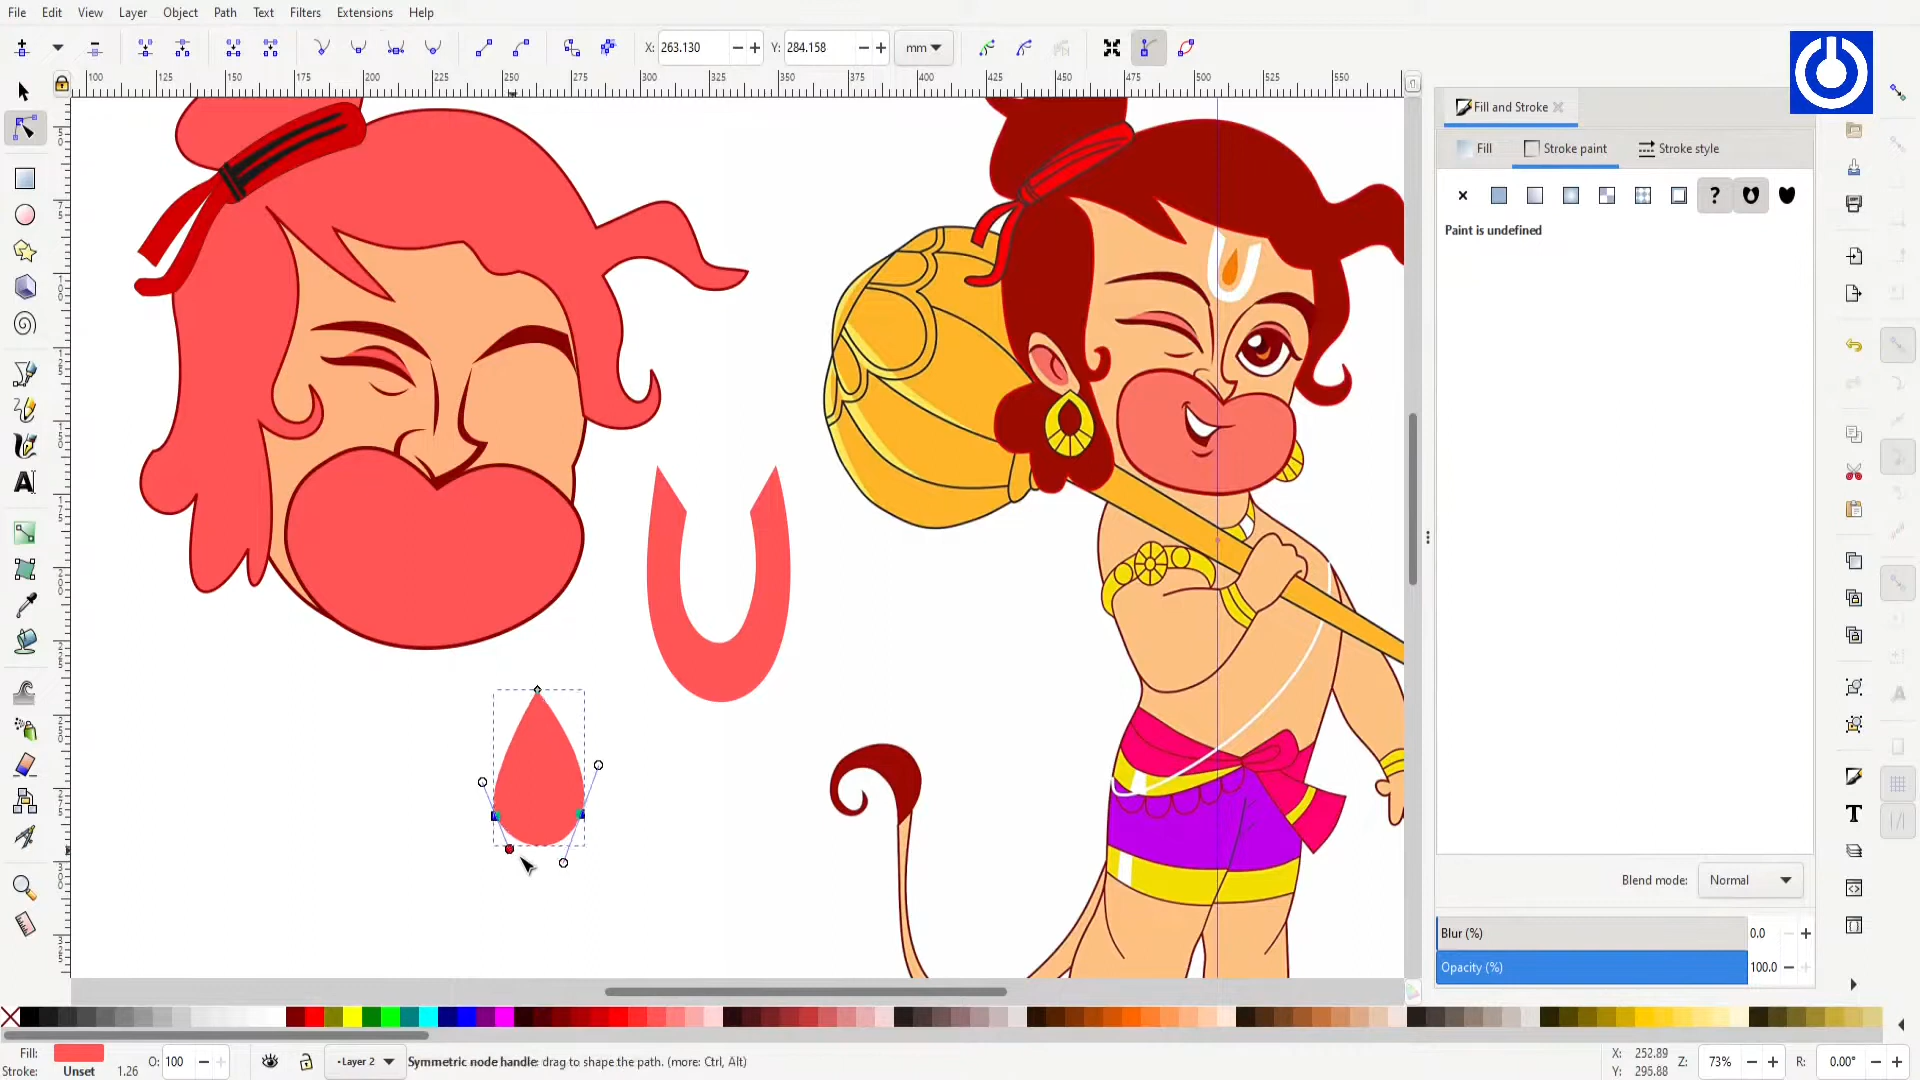 File Edit View Layer Object Path Text Filters Extensions Help
X: 263.130 Y: 284.158 mm
100 125 150 175 200 225 250 275 300 325 350 375 400 425 450 475 500 525 550
Fill and Stroke
Fill Stroke paint Stroke style
Paint is undefined
Blend mode: Normal
Blur (%) 0.0
Opacity (%) 100.0
Fill: O: 100 Layer 2 Symmetric node handle: drag to shape the path. (more: Ctrl, Alt) X: 252.89 Z: 73% R: 0.00°
Stroke: Unset 1.26 Y: 295.88